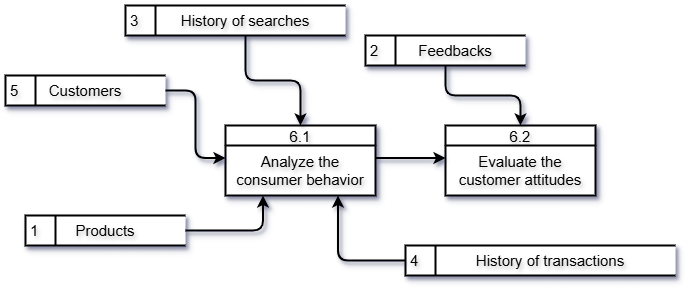 3 History of searches
2 Feedbacks
5 Customers
6.1
Analyze the
consumer behavior
6.2
Evaluate the
customer attitudes
1 Products
4 History of transactions